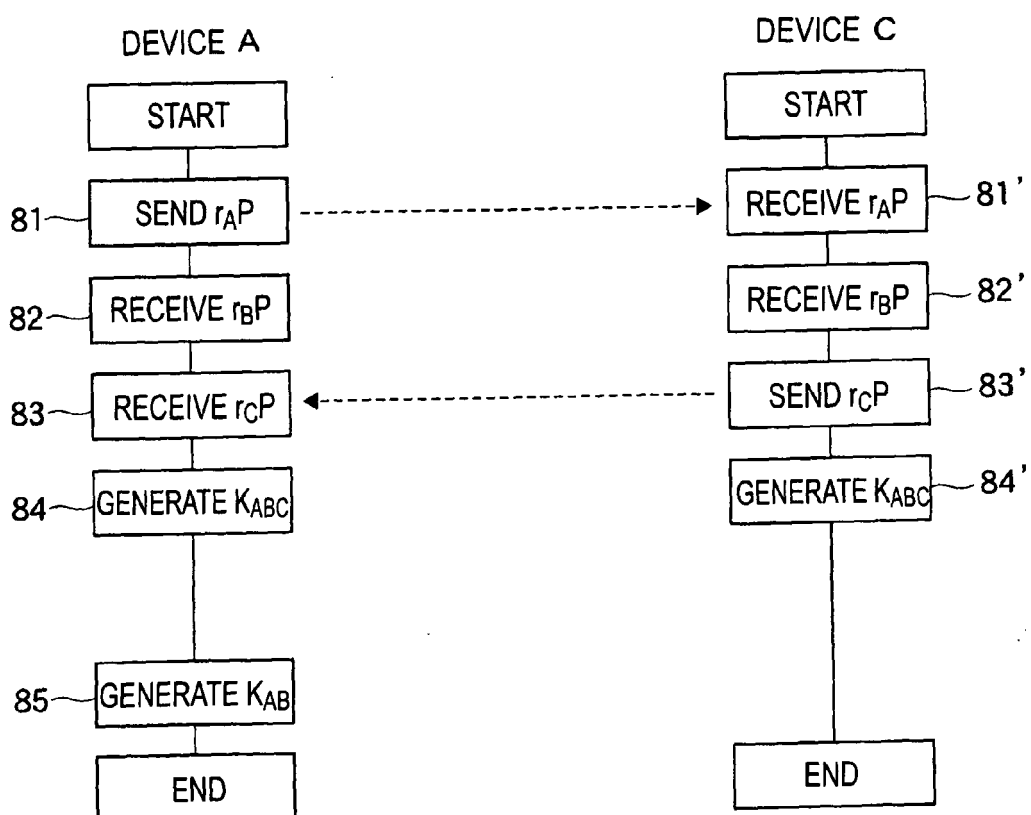 DEVICE A
START
81
SEND rAP
82
RECEIVE rBP
83
RECEIVE rCP
84
GENERATE KABC
85
GENERATE KAB
END
DEVICE C
START
RECEIVE rAP
81'
RECEIVE rBP
82'
SEND rCP
83'
GENERATE KABC
84'
END